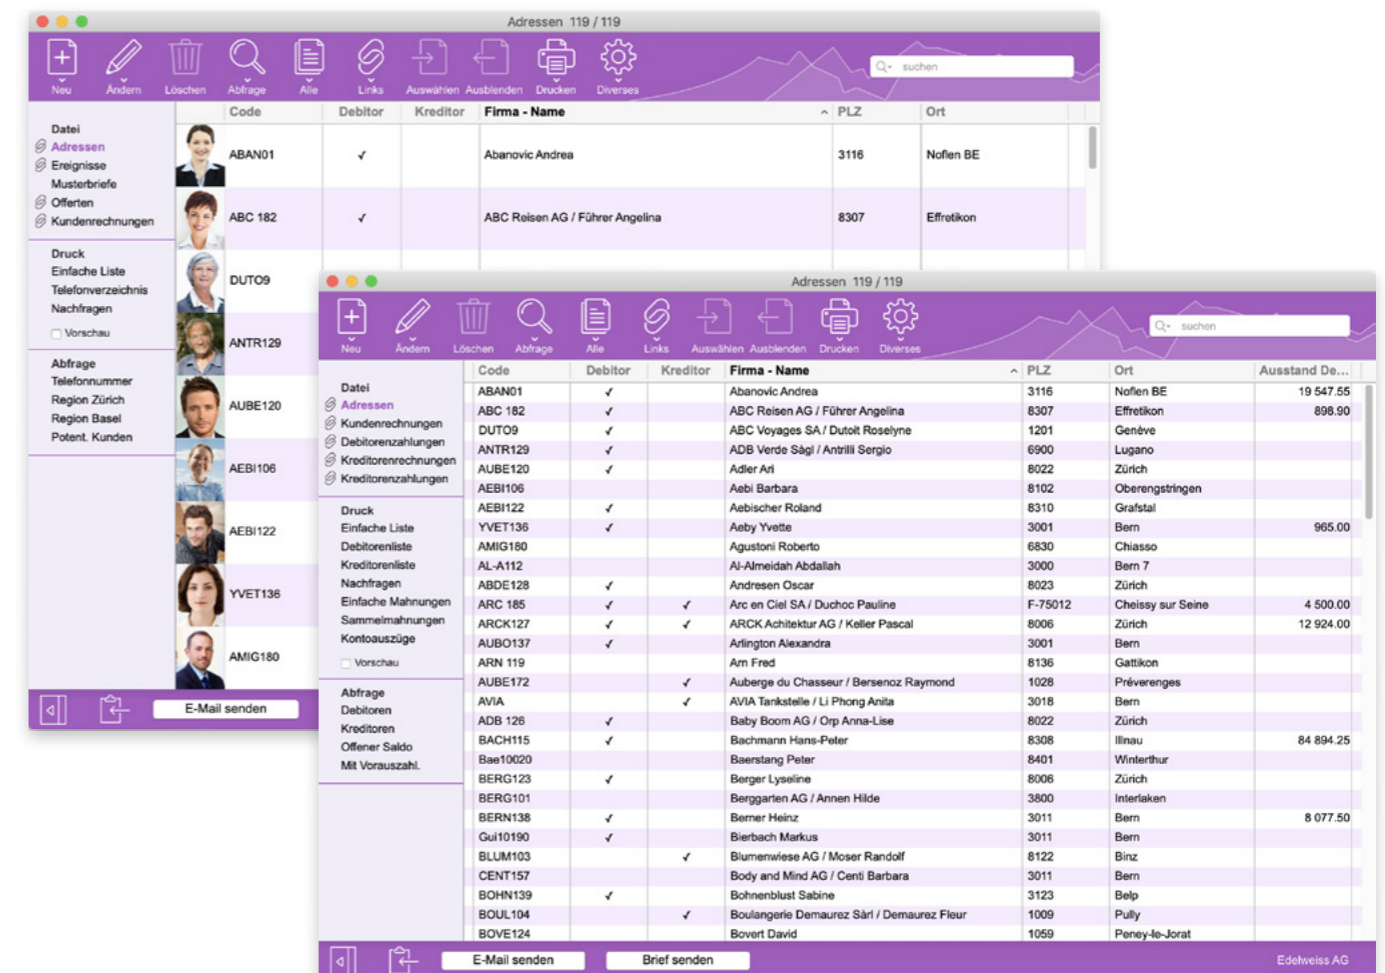 Adressen 119 / 119
Neu Ändern Löschen Abfrage Alle Links Auswählen Ausblenden Drucken Diverses
suchen
Code Debitor Kreditor Firma - Name PLZ Ort
Datei
Adressen
Ereignisse
Musterbriefe
Offerten
Kundenrechnungen
Druck
Einfache Liste
Telefonverzeichnis
Nachfragen
Vorschau
Abfrage
Telefonnummer
Region Zürich
Region Basel
Potent. Kunden
ABAN01 ✓ Abanovic Andrea 3116 Noflen BE
ABC 182 ✓ ABC Reisen AG / Führer Angelina 8307 Effretikon
DUTO9
ANTR129
AUBE120
AEBI106
AEBI122
YVET136
AMIG180
E-Mail senden
Adressen 119 / 119
Neu Ändern Löschen Abfrage Alle Links Auswählen Ausblenden Drucken Diverses
suchen
Code Debitor Kreditor Firma - Name PLZ Ort Ausstand De...
Datei
Adressen
Kundenrechnungen
Debitorenzahlungen
Kreditorenrechnungen
Kreditorenzahlungen
Druck
Einfache Liste
Debitorenliste
Kreditorenliste
Nachfragen
Einfache Mahnungen
Sammelmahnungen
Kontoauszüge
Vorschau
Abfrage
Debitoren
Kreditoren
Offener Saldo
Mit Vorauszahl.
ABAN01 ✓ Abanovic Andrea 3116 Noflen BE 19 547.55
ABC 182 ✓ ABC Reisen AG / Führer Angelina 8307 Effretikon 898.90
DUTO9 ✓ ABC Voyages SA / Dutoit Roselyne 1201 Genève
ANTR129 ✓ ADB Verde Sàgl / Antrilli Sergio 6900 Lugano
AUBE120 ✓ Adler Ari 8022 Zürich
AEBI106 Aebi Barbara 8102 Oberengstringen
AEBI122 ✓ Aebischer Roland 8310 Grafstal
YVET136 ✓ Aeby Yvette 3001 Bern 965.00
AMIG180 Agustoni Roberto 6830 Chiasso
AL-A112 Al-Almeidah Abdallah 3000 Bern 7
ABDE128 ✓ Andresen Oscar 8023 Zürich
ARC 185 ✓ ✓ Arc en Ciel SA / Duchoc Pauline F-75012 Cheissy sur Seine 4 500.00
ARCK127 ✓ ✓ ARCK Achitektur AG / Keller Pascal 8006 Zürich 12 924.00
AUBO137 ✓ Arlington Alexandra 3001 Bern
ARN 119 Arn Fred 8136 Gattikon
AUBE172 ✓ Auberge du Chasseur / Bersenoz Raymond 1028 Préverenges
AVIA ✓ AVIA Tankstelle / Li Phong Anita 3018 Bern
ADB 126 ✓ Baby Boom AG / Orp Anna-Lise 8022 Zürich
BACH115 ✓ Bachmann Hans-Peter 8308 Illnau 84 894.25
Bae10020 Baerstang Peter 8401 Winterthur
BERG123 ✓ Berger Lyseline 8006 Zürich
BERG101 Berggarten AG / Annen Hilde 3800 Interlaken
BERN138 ✓ Berner Heinz 3011 Bern 8 077.50
Gui10190 ✓ Bierbach Markus 3011 Bern
BLUM103 ✓ Blumenwiese AG / Moser Randolf 8122 Binz
CENT157 Body and Mind AG / Centi Barbara 3011 Bern
BOHN139 ✓ Bohnenblust Sabine 3123 Belp
BOUL104 ✓ Boulangerie Demaurez Sàrl / Demaurez Fleur 1009 Pully
BOVE124 Bovert David 1059 Peney-le-Jorat
E-Mail senden Brief senden Edelweiss AG